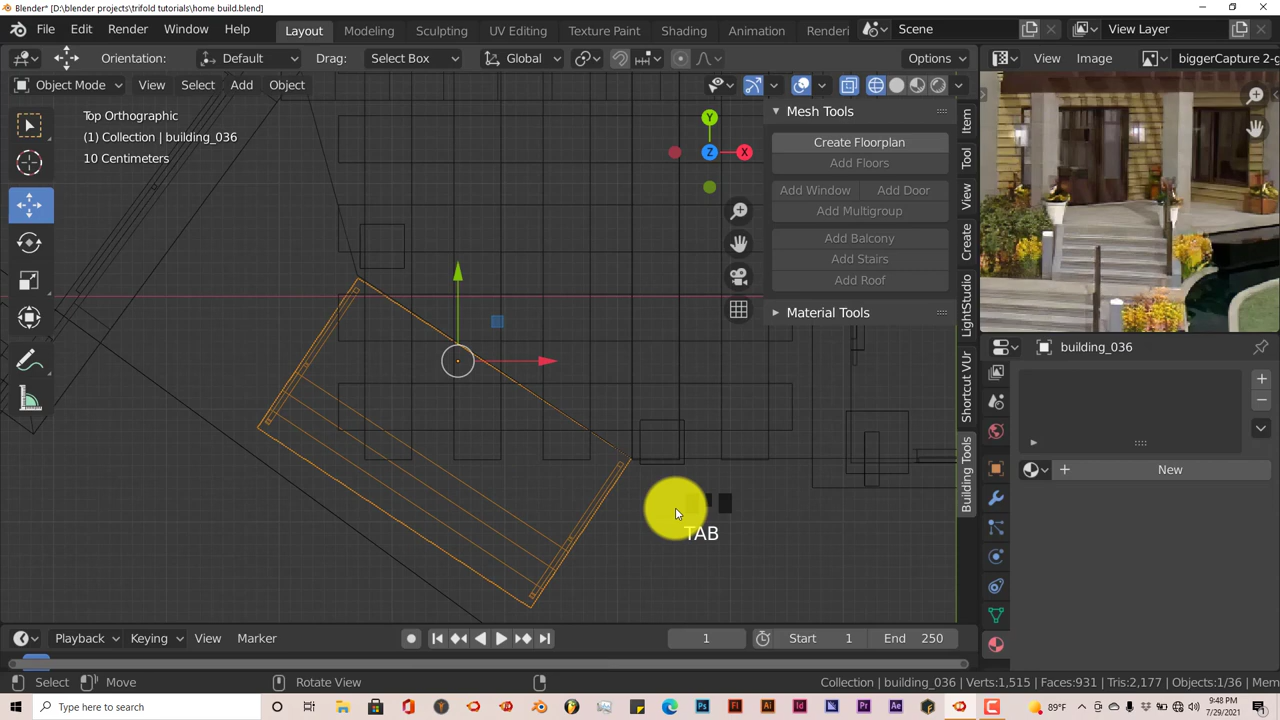 Blender* [D:\blender projects\trifold tutorials\home build.blend]
File Edit Render Window Help Layout Modeling Sculpting UV Editing Texture Paint Shading Animation Renderi Scene View Layer
Orientation: Default Drag: Select Box Global Options View Image biggerCapture 2-g
Object Mode View Select Add Object
Top Orthographic
(1) Collection | building_036
10 Centimeters
Mesh Tools
Create Floorplan
Add Floors
Add Window Add Door
Add Multigroup
Add Balcony
Add Stairs
Add Roof
Material Tools
Y
Z X
Item
Tool
View
Create
LightStudio
Shortcut VUr
Building Tools
building_036
New
TAB
Playback Keying View Marker 1 Start 1 End 250
Select Move Rotate View Collection | building_036 | Verts:1,515 | Faces:931 | Tris:2,177 | Objects:1/36 | Mem
Type here to search 89°F 9:48 PM
7/29/2021